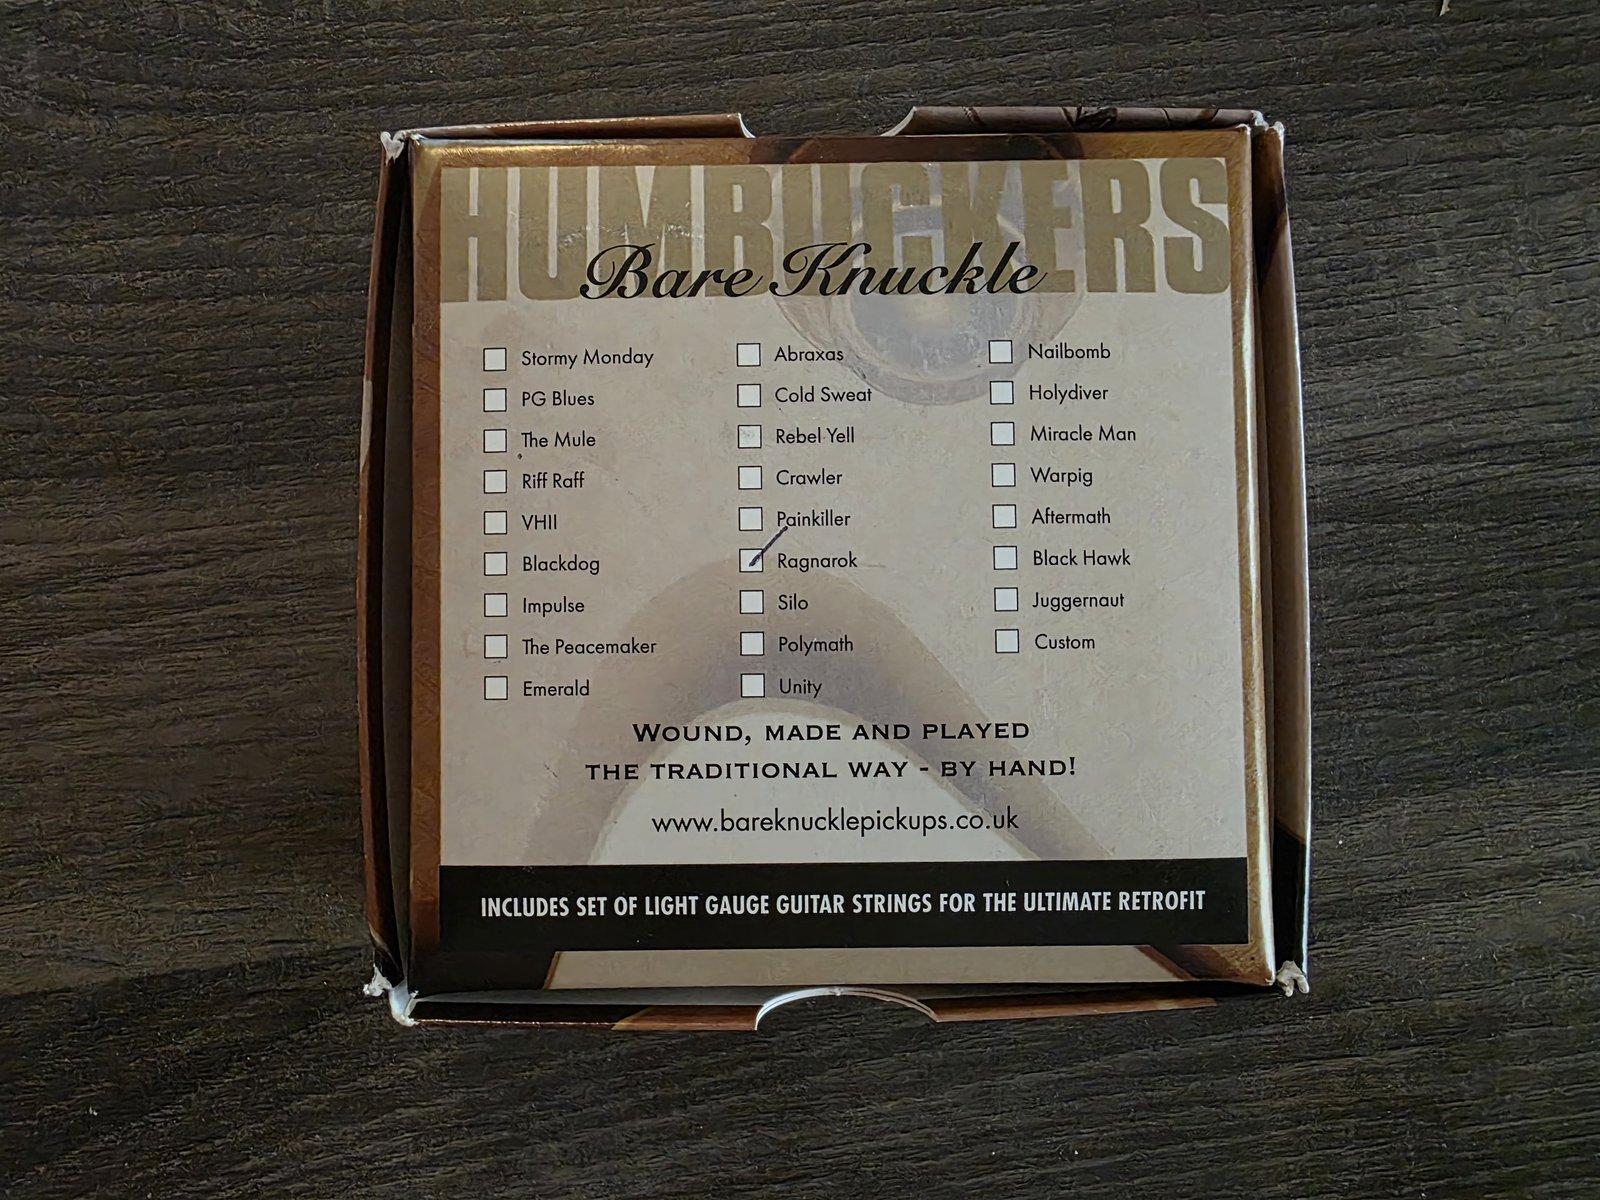 HUMBUCKERS
Bare Knuckle
Stormy Monday
PG Blues
The Mule
Riff Raff
VHII
Blackdog
Impulse
The Peacemaker
Emerald
Abraxas
Cold Sweat
Rebel Yell
Crawler
Painkiller
Ragnarok
Silo
Polymath
Unity
Nailbomb
Holydiver
Miracle Man
Warpig
Aftermath
Black Hawk
Juggernaut
Custom
WOUND, MADE AND PLAYED
THE TRADITIONAL WAY - BY HAND!
www.bareknucklepickups.co.uk
INCLUDES SET OF LIGHT GAUGE GUITAR STRINGS FOR THE ULTIMATE RETROFIT